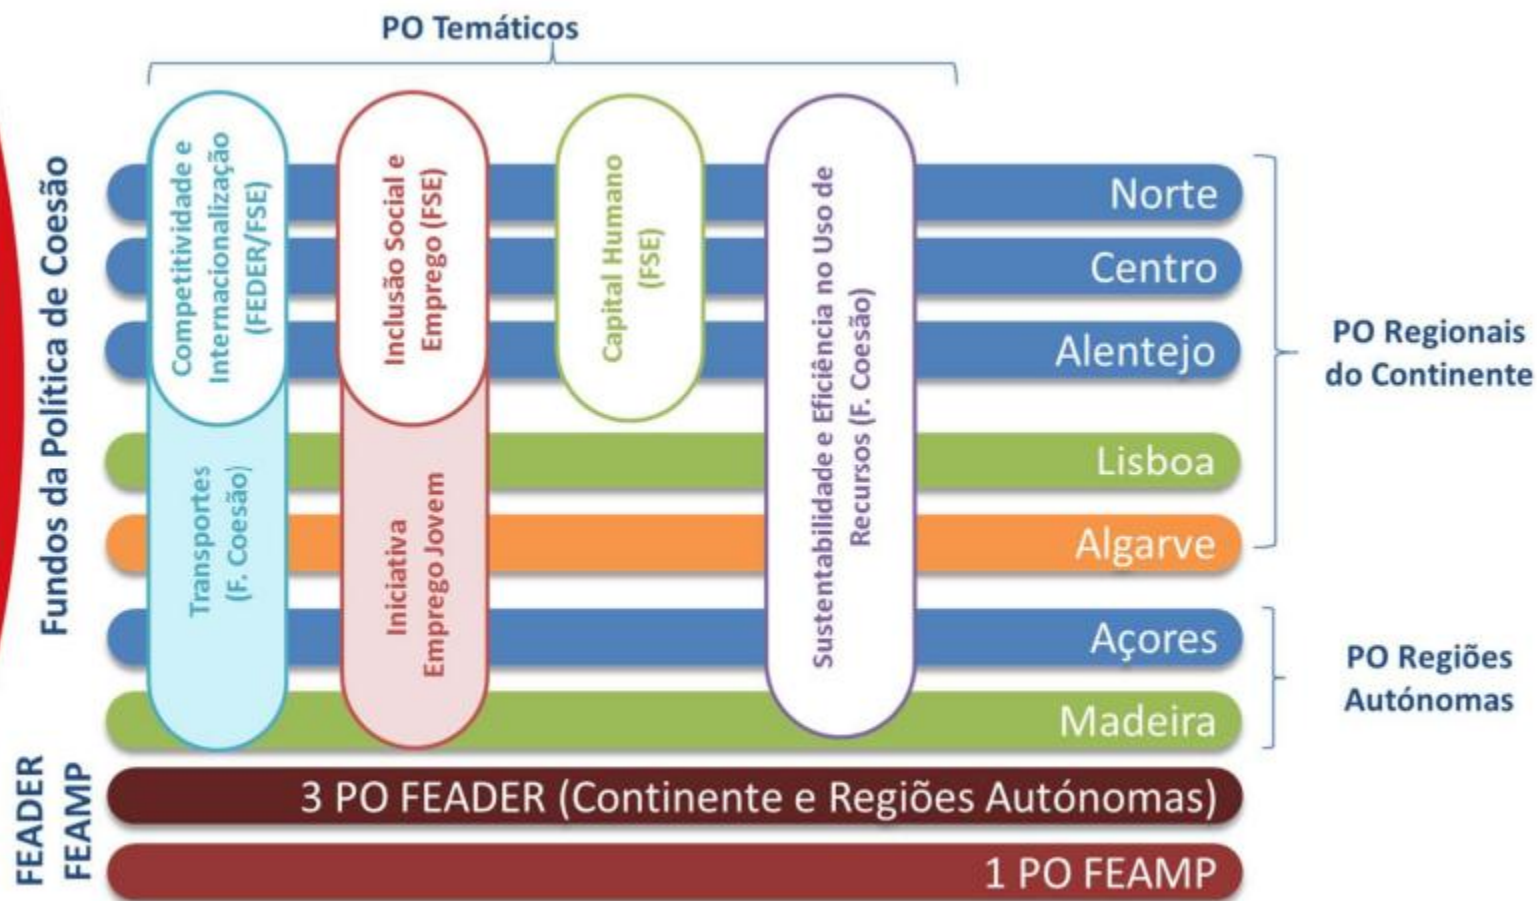 PO Temáticos
Fundos da Política de Coesão
Competitividade e
Internacionalização
(FEDER/FSE)
Transportes
(F. Coesão)
Inclusão Social e
Emprego (FSE)
Iniciativa
Emprego Jovem
Capital Humano
(FSE)
Sustentabilidade e Eficiência no Uso de
Recursos (F. Coesão)
Norte
Centro
Alentejo
Lisboa
Algarve
Açores
Madeira
PO Regionais
do Continente
PO Regiões
Autónomas
FEADER
FEAMP
3 PO FEADER (Continente e Regiões Autónomas)
1 PO FEAMP